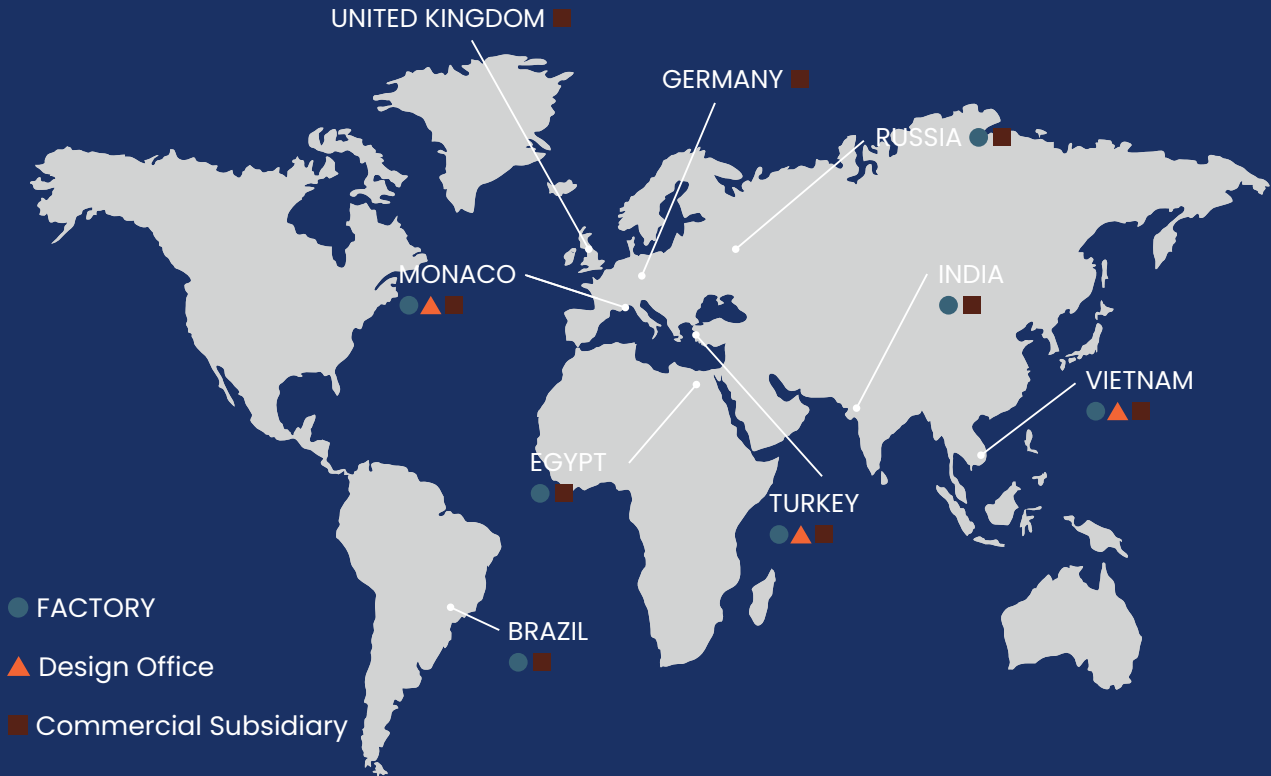 UNITED KINGDOM
GERMANY
RUSSIA
MONACO
INDIA
VIETNAM
EGYPT
TURKEY
BRAZIL
FACTORY
Design Office
Commercial Subsidiary